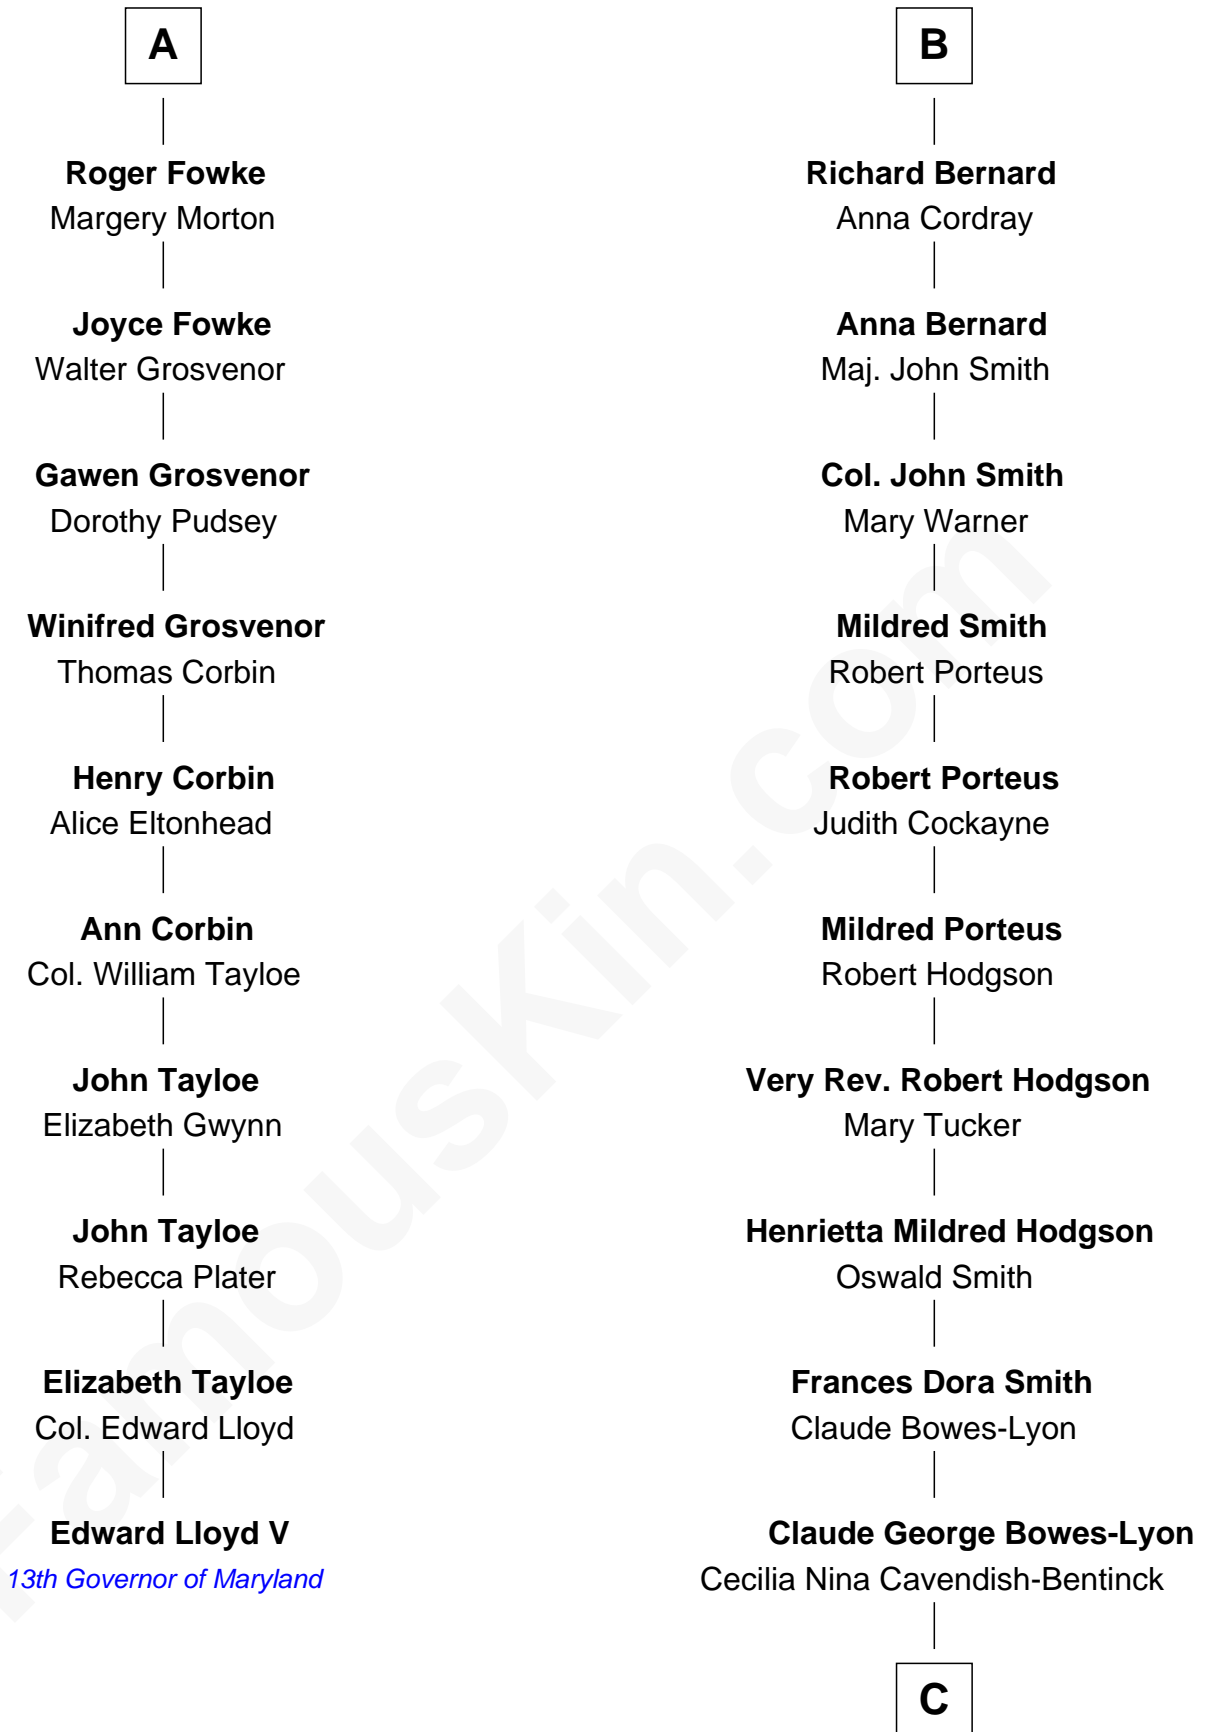 A
Roger Fowke
Margery Morton
Joyce Fowke
Walter Grosvenor
Gawen Grosvenor
Dorothy Pudsey
Winifred Grosvenor
Thomas Corbin
Henry Corbin
Alice Eltonhead
Ann Corbin
Col. William Tayloe
John Tayloe
Elizabeth Gwynn
John Tayloe
Rebecca Plater
Elizabeth Tayloe
Col. Edward Lloyd
Edward Lloyd V
13th Governor of Maryland
B
Richard Bernard
Anna Cordray
Anna Bernard
Maj. John Smith
Col. John Smith
Mary Warner
Mildred Smith
Robert Porteus
Robert Porteus
Judith Cockayne
Mildred Porteus
Robert Hodgson
Very Rev. Robert Hodgson
Mary Tucker
Henrietta Mildred Hodgson
Oswald Smith
Frances Dora Smith
Claude Bowes-Lyon
Claude George Bowes-Lyon
Cecilia Nina Cavendish-Bentinck
C
FamousKin.com